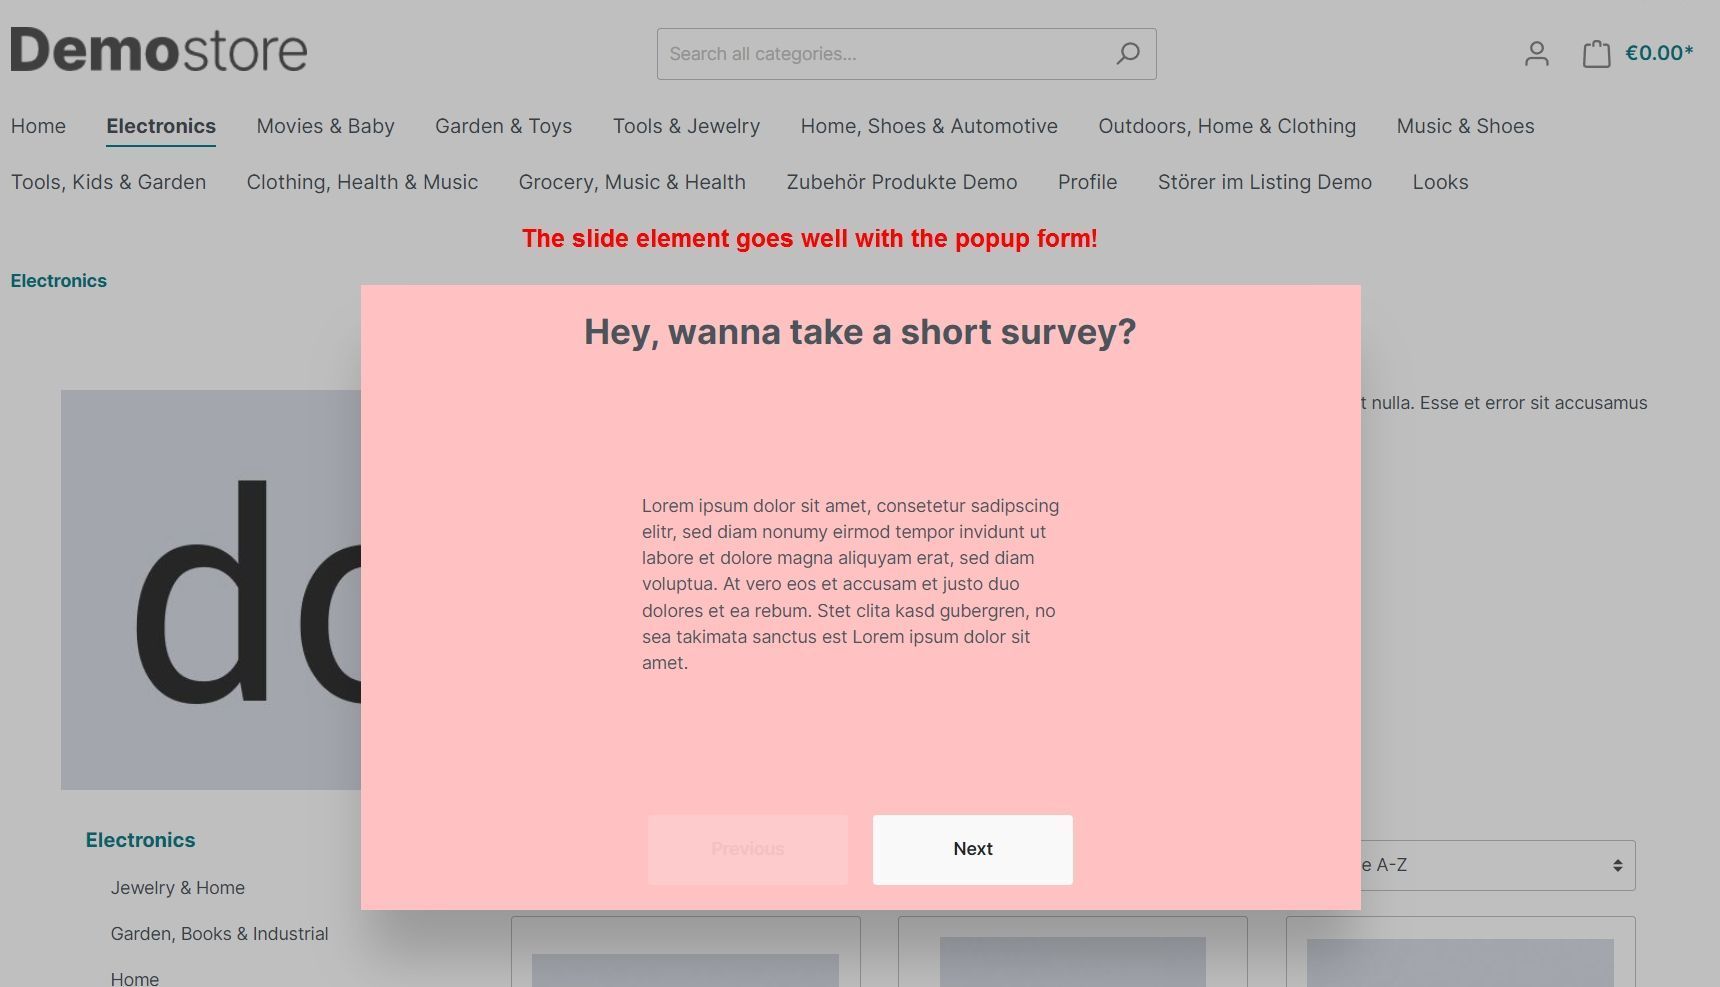 Demostore
Search all categories...
€0.00*
Home Electronics Movies & Baby Garden & Toys Tools & Jewelry Home, Shoes & Automotive Outdoors, Home & Clothing Music & Shoes
Tools, Kids & Garden Clothing, Health & Music Grocery, Music & Health Zubehör Produkte Demo Profile Störer im Listing Demo Looks
The slide element goes well with the popup form!
Electronics
Hey, wanna take a short survey?
t nulla. Esse et error sit accusamus
do
Lorem ipsum dolor sit amet, consetetur sadipscing
elitr, sed diam nonumy eirmod tempor invidunt ut
labore et dolore magna aliquyam erat, sed diam
voluptua. At vero eos et accusam et justo duo
dolores et ea rebum. Stet clita kasd gubergren, no
sea takimata sanctus est Lorem ipsum dolor sit
amet.
Previous
Next
Electronics
e A-Z
Jewelry & Home
Garden, Books & Industrial
Home